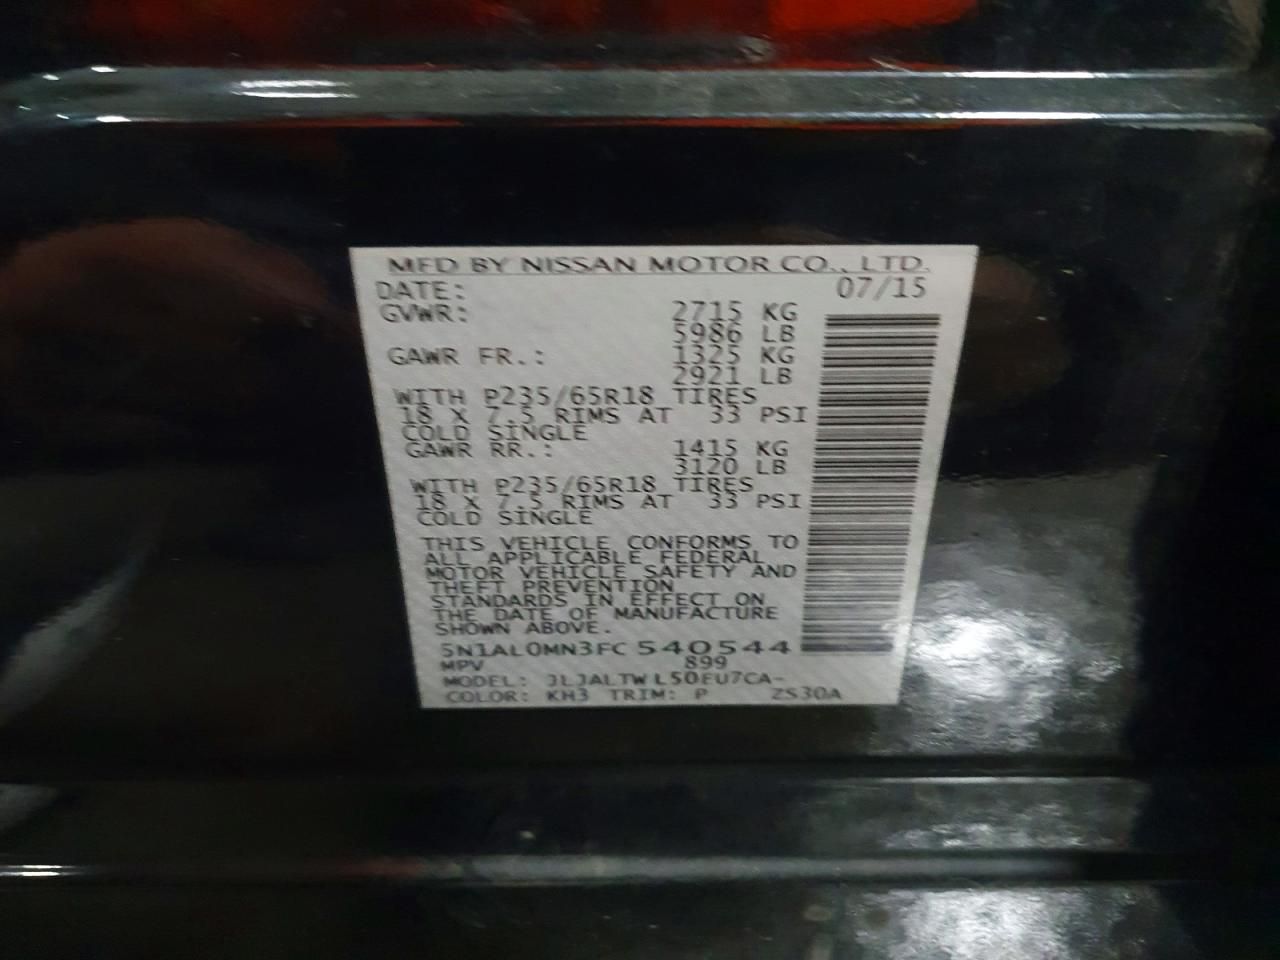 MFD BY NISSAN MOTOR CO., LTD.
DATE: 07/15
GVWR: 2715 KG
5986 LB
GAWR FR.: 1325 KG
2921 LB
WITH P235/65R18 TIRES
18 X 7.5 RIMS AT 33 PSI
COLD SINGLE
GAWR RR.: 1415 KG
3120 LB
WITH P235/65R18 TIRES
18 X 7.5 RIMS AT 33 PSI
COLD SINGLE
THIS VEHICLE CONFORMS TO
ALL APPLICABLE FEDERAL
MOTOR VEHICLE SAFETY AND
THEFT PREVENTION
STANDARDS IN EFFECT ON
THE DATE OF MANUFACTURE
SHOWN ABOVE.
5N1AL0MN3FC 540544
MPV 899
MODEL: JLJALTW L50EU7CA-
COLOR: KH3 TRIM: P ZS30A